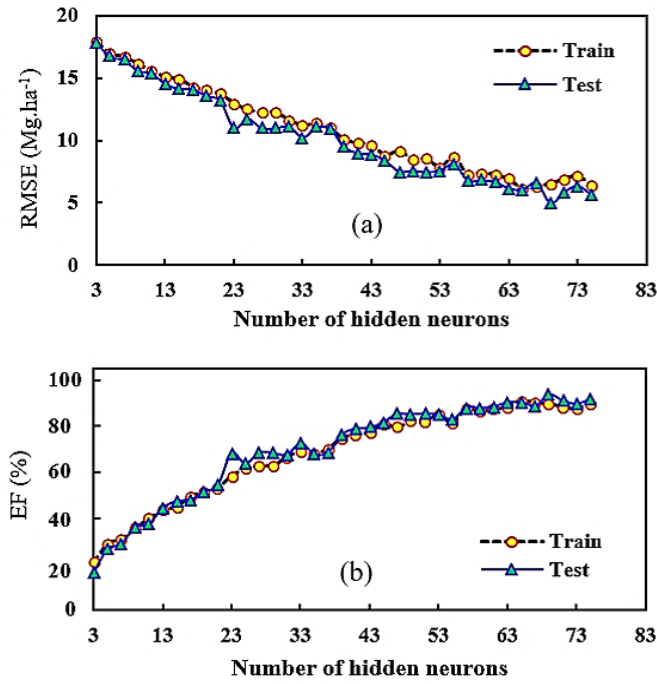 20
15
10
5
0
RMSE (Mg.ha⁻¹)
Train
Test
(a)
3 13 23 33 43 53 63 73 83
Number of hidden neurons
100
80
60
40
20
0
EF (%)
Train
Test
(b)
3 13 23 33 43 53 63 73 83
Number of hidden neurons